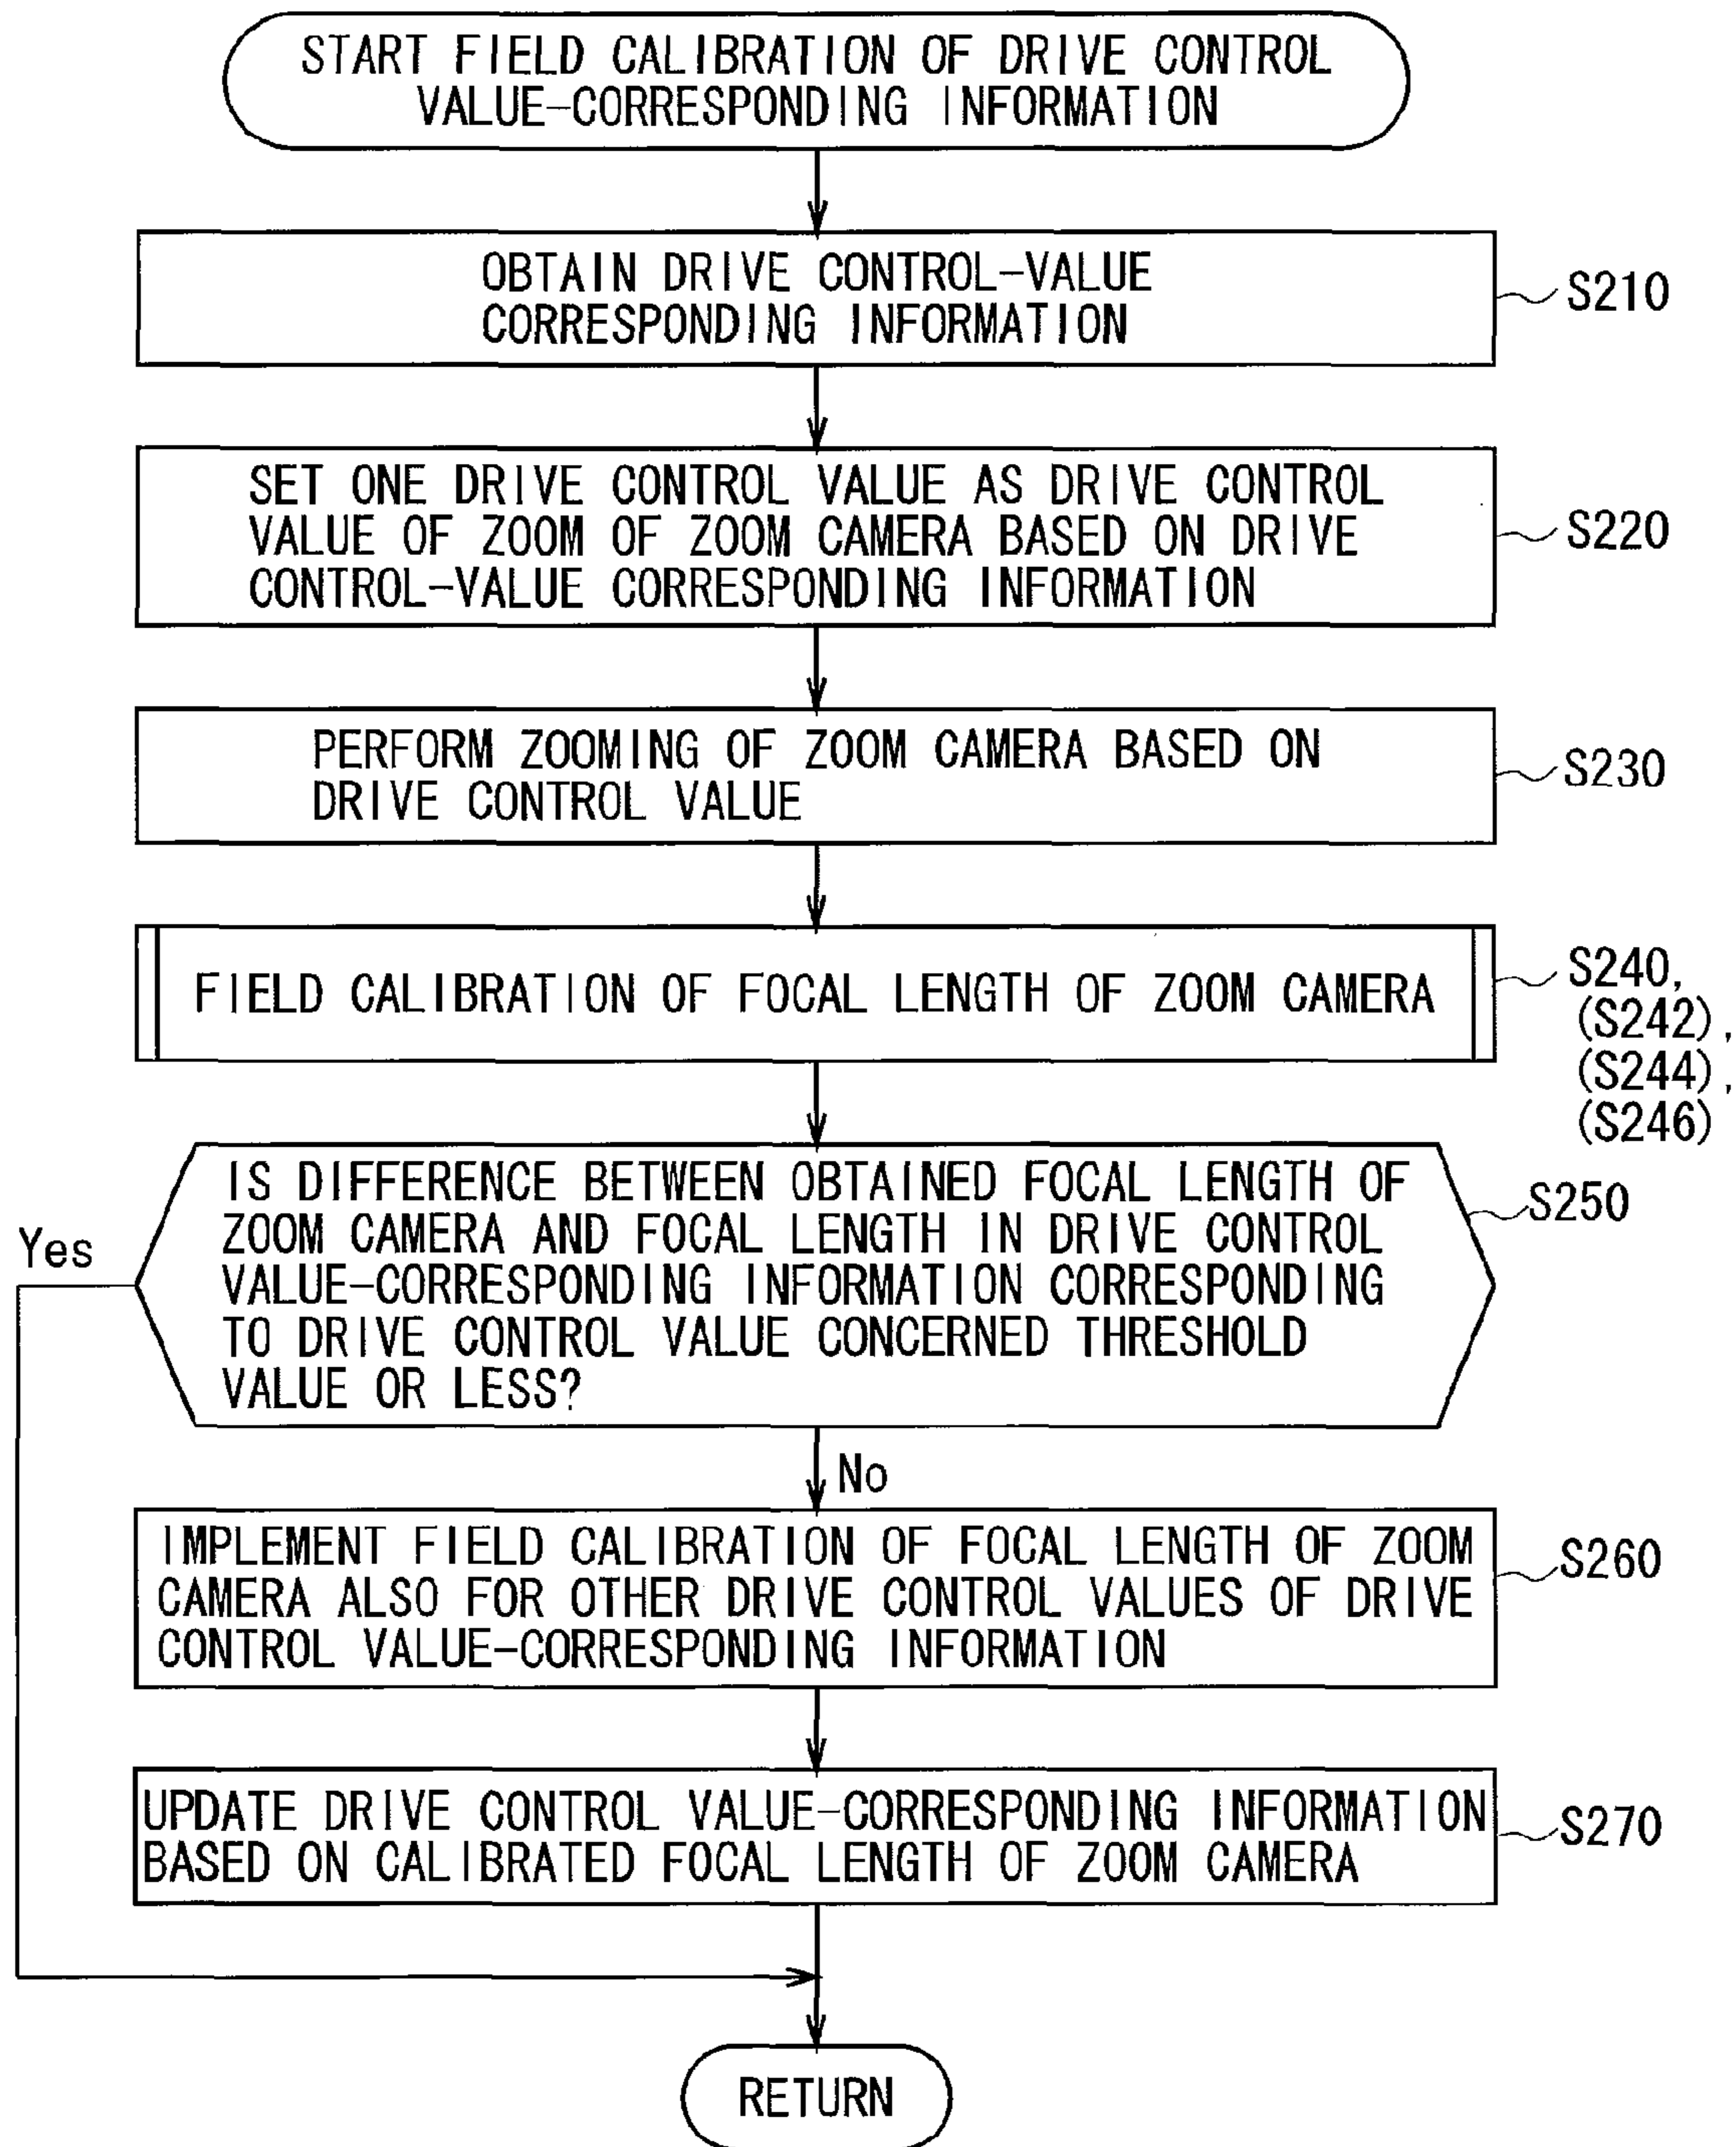 START FIELD CALIBRATION OF DRIVE CONTROL
VALUE-CORRESPONDING INFORMATION
OBTAIN DRIVE CONTROL-VALUE
CORRESPONDING INFORMATION
S210
SET ONE DRIVE CONTROL VALUE AS DRIVE CONTROL
VALUE OF ZOOM OF ZOOM CAMERA BASED ON DRIVE
CONTROL-VALUE CORRESPONDING INFORMATION
S220
PERFORM ZOOMING OF ZOOM CAMERA BASED ON
DRIVE CONTROL VALUE
S230
FIELD CALIBRATION OF FOCAL LENGTH OF ZOOM CAMERA
S240,
(S242),
(S244),
(S246)
IS DIFFERENCE BETWEEN OBTAINED FOCAL LENGTH OF
ZOOM CAMERA AND FOCAL LENGTH IN DRIVE CONTROL
VALUE-CORRESPONDING INFORMATION CORRESPONDING
TO DRIVE CONTROL VALUE CONCERNED THRESHOLD
VALUE OR LESS?
S250
Yes
No
IMPLEMENT FIELD CALIBRATION OF FOCAL LENGTH OF ZOOM
CAMERA ALSO FOR OTHER DRIVE CONTROL VALUES OF DRIVE
CONTROL VALUE-CORRESPONDING INFORMATION
S260
UPDATE DRIVE CONTROL VALUE-CORRESPONDING INFORMATION
BASED ON CALIBRATED FOCAL LENGTH OF ZOOM CAMERA
S270
RETURN